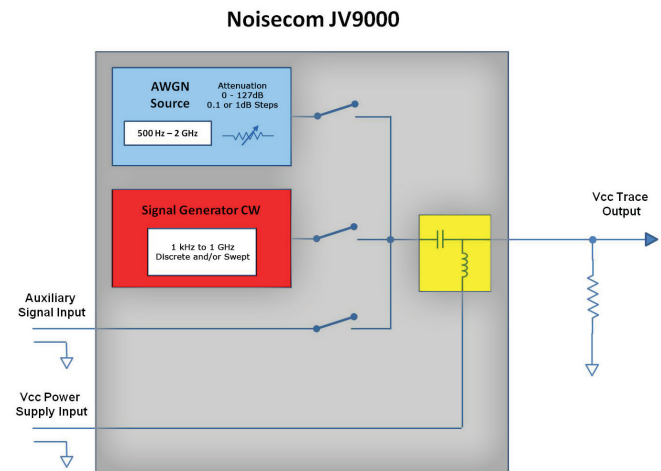 Noisecom JV9000
AWGN
Source
Attenuation
0 - 127dB
0.1 or 1dB Steps
500 Hz – 2 GHz
Signal Generator CW
1 kHz to 1 GHz
Discrete and/or Swept
Vcc Trace
Output
Auxiliary
Signal Input
Vcc Power
Supply Input